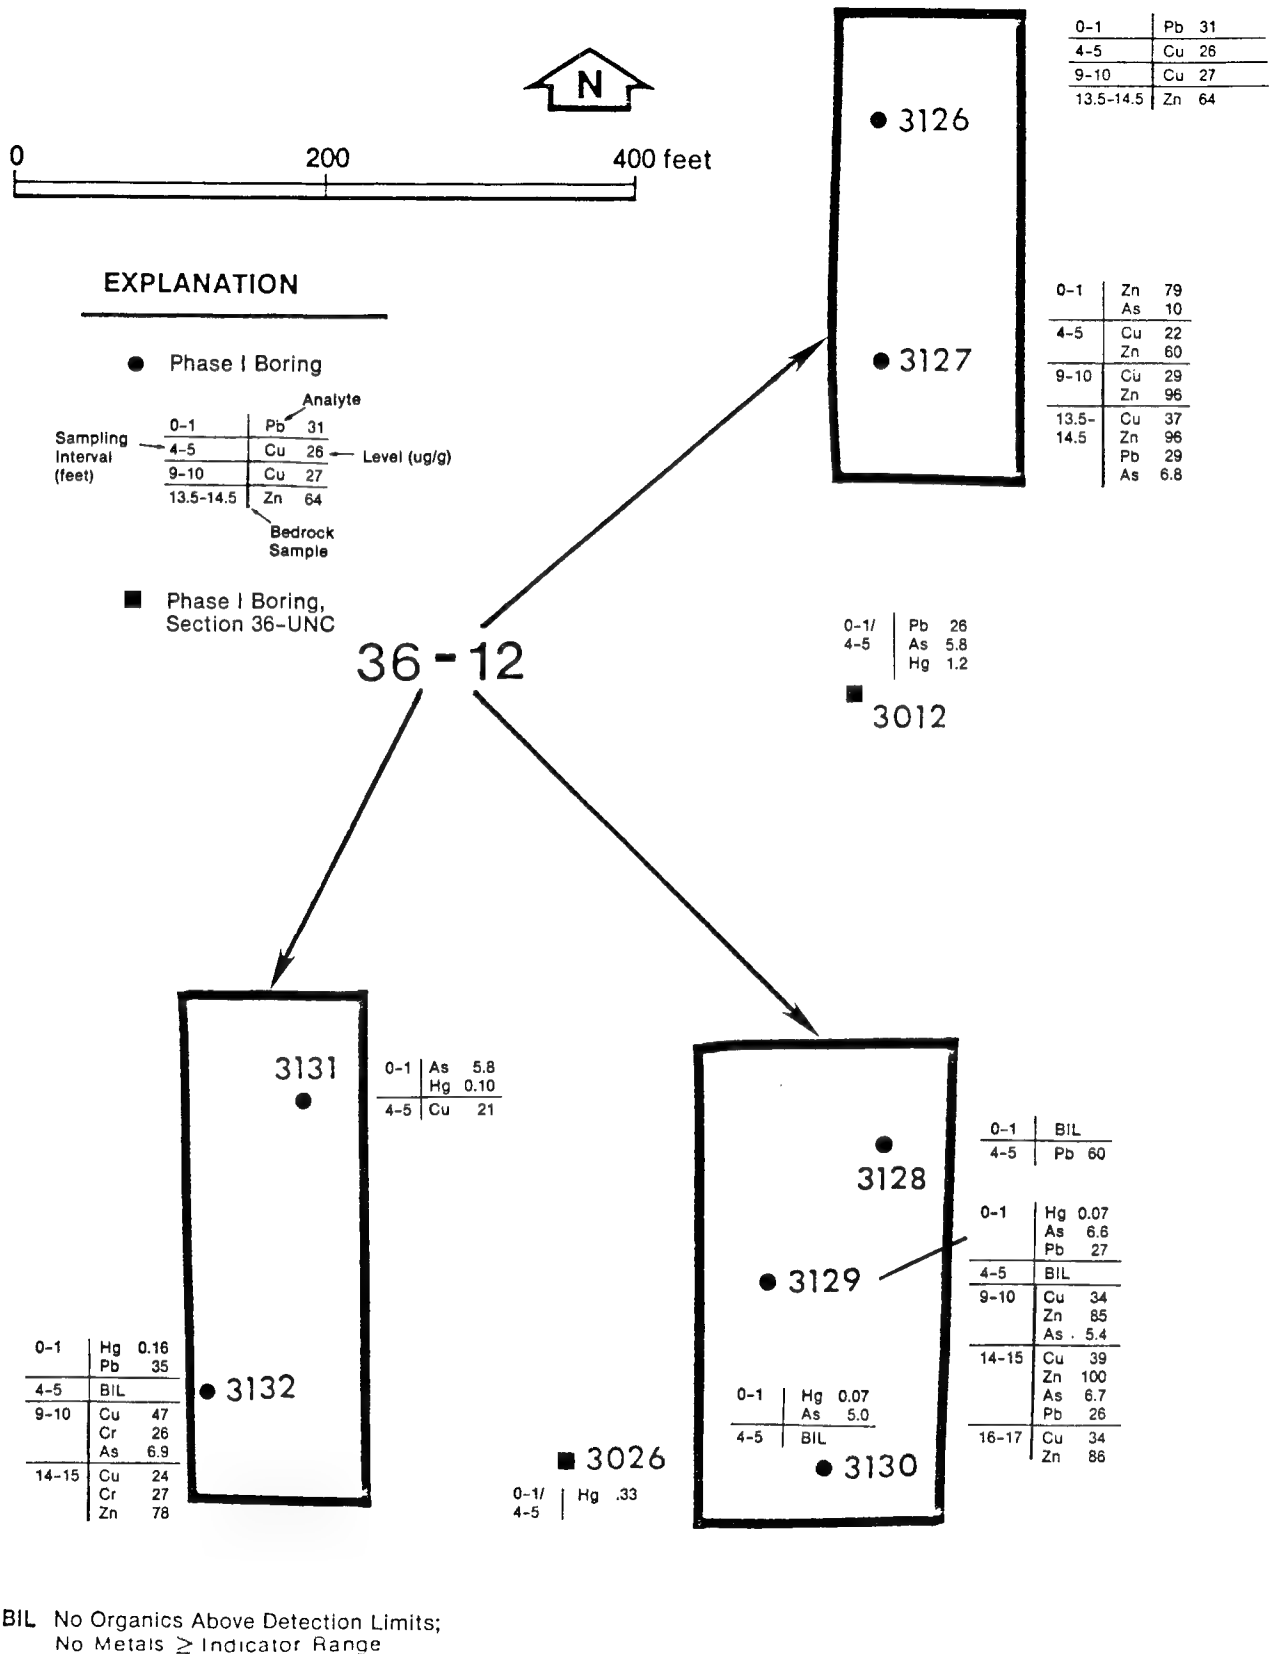 N
0 200 400 feet
EXPLANATION
Phase I Boring
Analyte
Sampling Interval (feet)
0-1 Pb 31
4-5 Cu 26
9-10 Cu 27
13.5-14.5 Zn 64
Level (ug/g)
Bedrock
Sample
Phase I Boring,
Section 36-UNC
36-12
3126
0-1 Pb 31
4-5 Cu 26
9-10 Cu 27
13.5-14.5 Zn 64
3127
0-1 Zn 79
As 10
4-5 Cu 22
Zn 60
9-10 Cu 29
Zn 96
13.5- Cu 37
14.5 Zn 96
Pb 29
As 6.8
0-1/ Pb 26
4-5 As 5.8
Hg 1.2
3012
3131
0-1 As 5.8
Hg 0.10
4-5 Cu 21
3128
0-1 BIL
4-5 Pb 60
3129
0-1 Hg 0.07
As 6.6
Pb 27
4-5 BIL
9-10 Cu 34
Zn 85
As 5.4
14-15 Cu 39
Zn 100
As 6.7
Pb 26
16-17 Cu 34
Zn 86
0-1 Hg 0.16
Pb 35
4-5 BIL
9-10 Cu 47
Cr 26
As 6.9
14-15 Cu 24
Cr 27
Zn 78
3132
3026
0-1/ Hg .33
4-5
0-1 Hg 0.07
As 5.0
4-5 BIL
3130
BIL No Organics Above Detection Limits;
No Metals ≥ Indicator Range